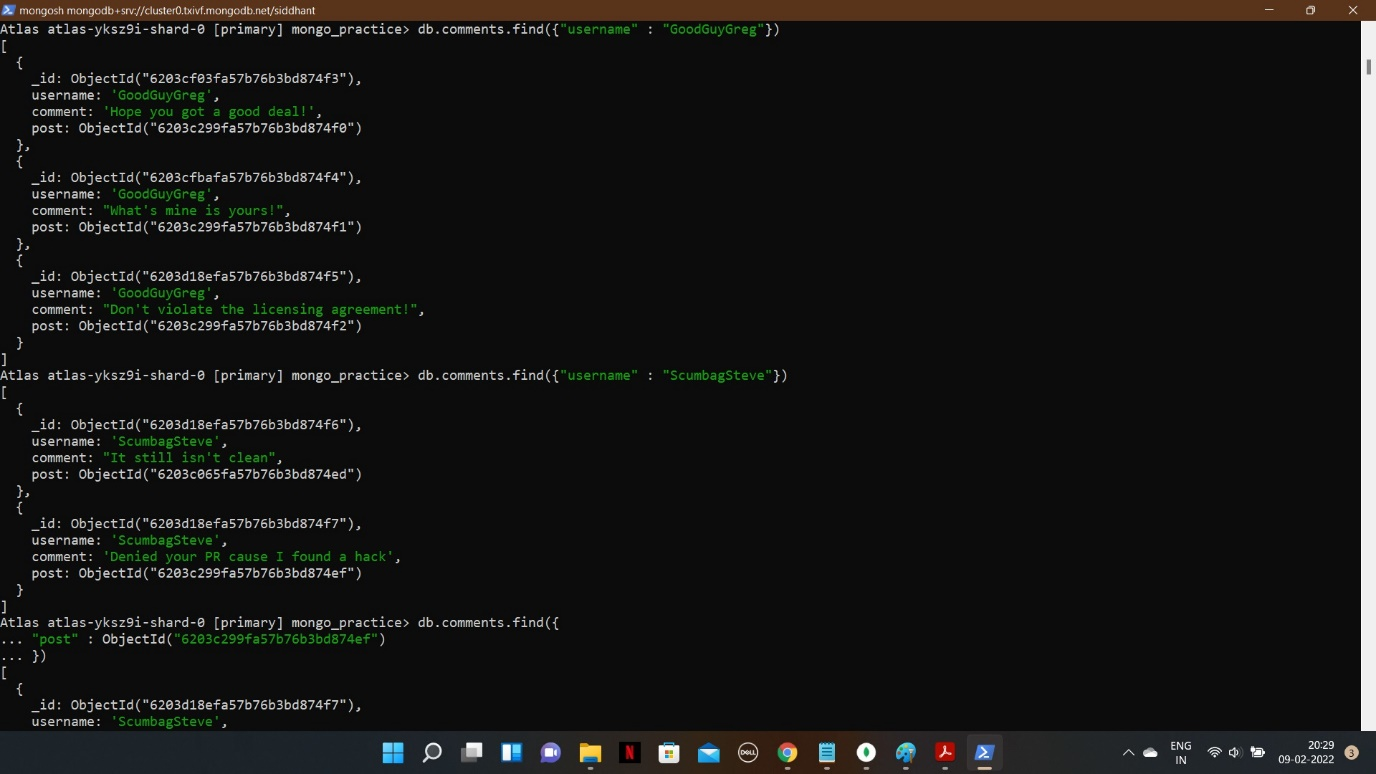 mongosh mongodb+srv://cluster0.txivf.mongodb.net/siddhant
Atlas atlas-yksz9i-shard-0 [primary] mongo_practice> db.comments.find({"username" : "GoodGuyGreg"})
[
  {
    _id: ObjectId("6203cf03fa57b76b3bd874f3"),
    username: 'GoodGuyGreg',
    comment: 'Hope you got a good deal!',
    post: ObjectId("6203c299fa57b76b3bd874f0")
  },
  {
    _id: ObjectId("6203cfbafa57b76b3bd874f4"),
    username: 'GoodGuyGreg',
    comment: "What's mine is yours!",
    post: ObjectId("6203c299fa57b76b3bd874f1")
  },
  {
    _id: ObjectId("6203d18efa57b76b3bd874f5"),
    username: 'GoodGuyGreg',
    comment: "Don't violate the licensing agreement!",
    post: ObjectId("6203c299fa57b76b3bd874f2")
  }
]
Atlas atlas-yksz9i-shard-0 [primary] mongo_practice> db.comments.find({"username" : "ScumbagSteve"})
[
  {
    _id: ObjectId("6203d18efa57b76b3bd874f6"),
    username: 'ScumbagSteve',
    comment: "It still isn't clean",
    post: ObjectId("6203c065fa57b76b3bd874ed")
  },
  {
    _id: ObjectId("6203d18efa57b76b3bd874f7"),
    username: 'ScumbagSteve',
    comment: 'Denied your PR cause I found a hack',
    post: ObjectId("6203c299fa57b76b3bd874ef")
  }
]
Atlas atlas-yksz9i-shard-0 [primary] mongo_practice> db.comments.find({
... "post" : ObjectId("6203c299fa57b76b3bd874ef")
... })
[
  {
    _id: ObjectId("6203d18efa57b76b3bd874f7"),
    username: 'ScumbagSteve',
N
DELL
ENG
IN
20:29
09-02-2022
3